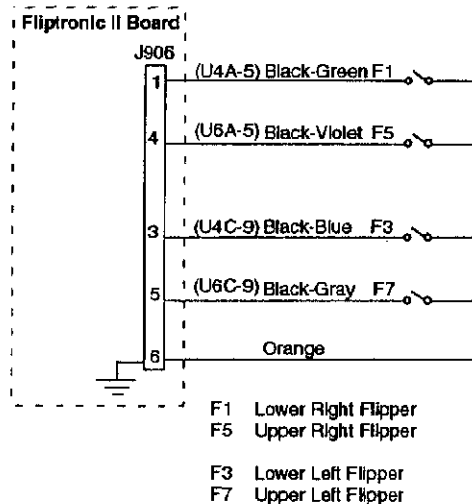 Fliptronic II Board
J906
1 (U4A-5) Black-Green F1
4 (U6A-5) Black-Violet F5
3 (U4C-9) Black-Blue F3
5 (U6C-9) Black-Gray F7
6 Orange
F1 Lower Right Flipper
F5 Upper Right Flipper
F3 Lower Left Flipper
F7 Upper Left Flipper